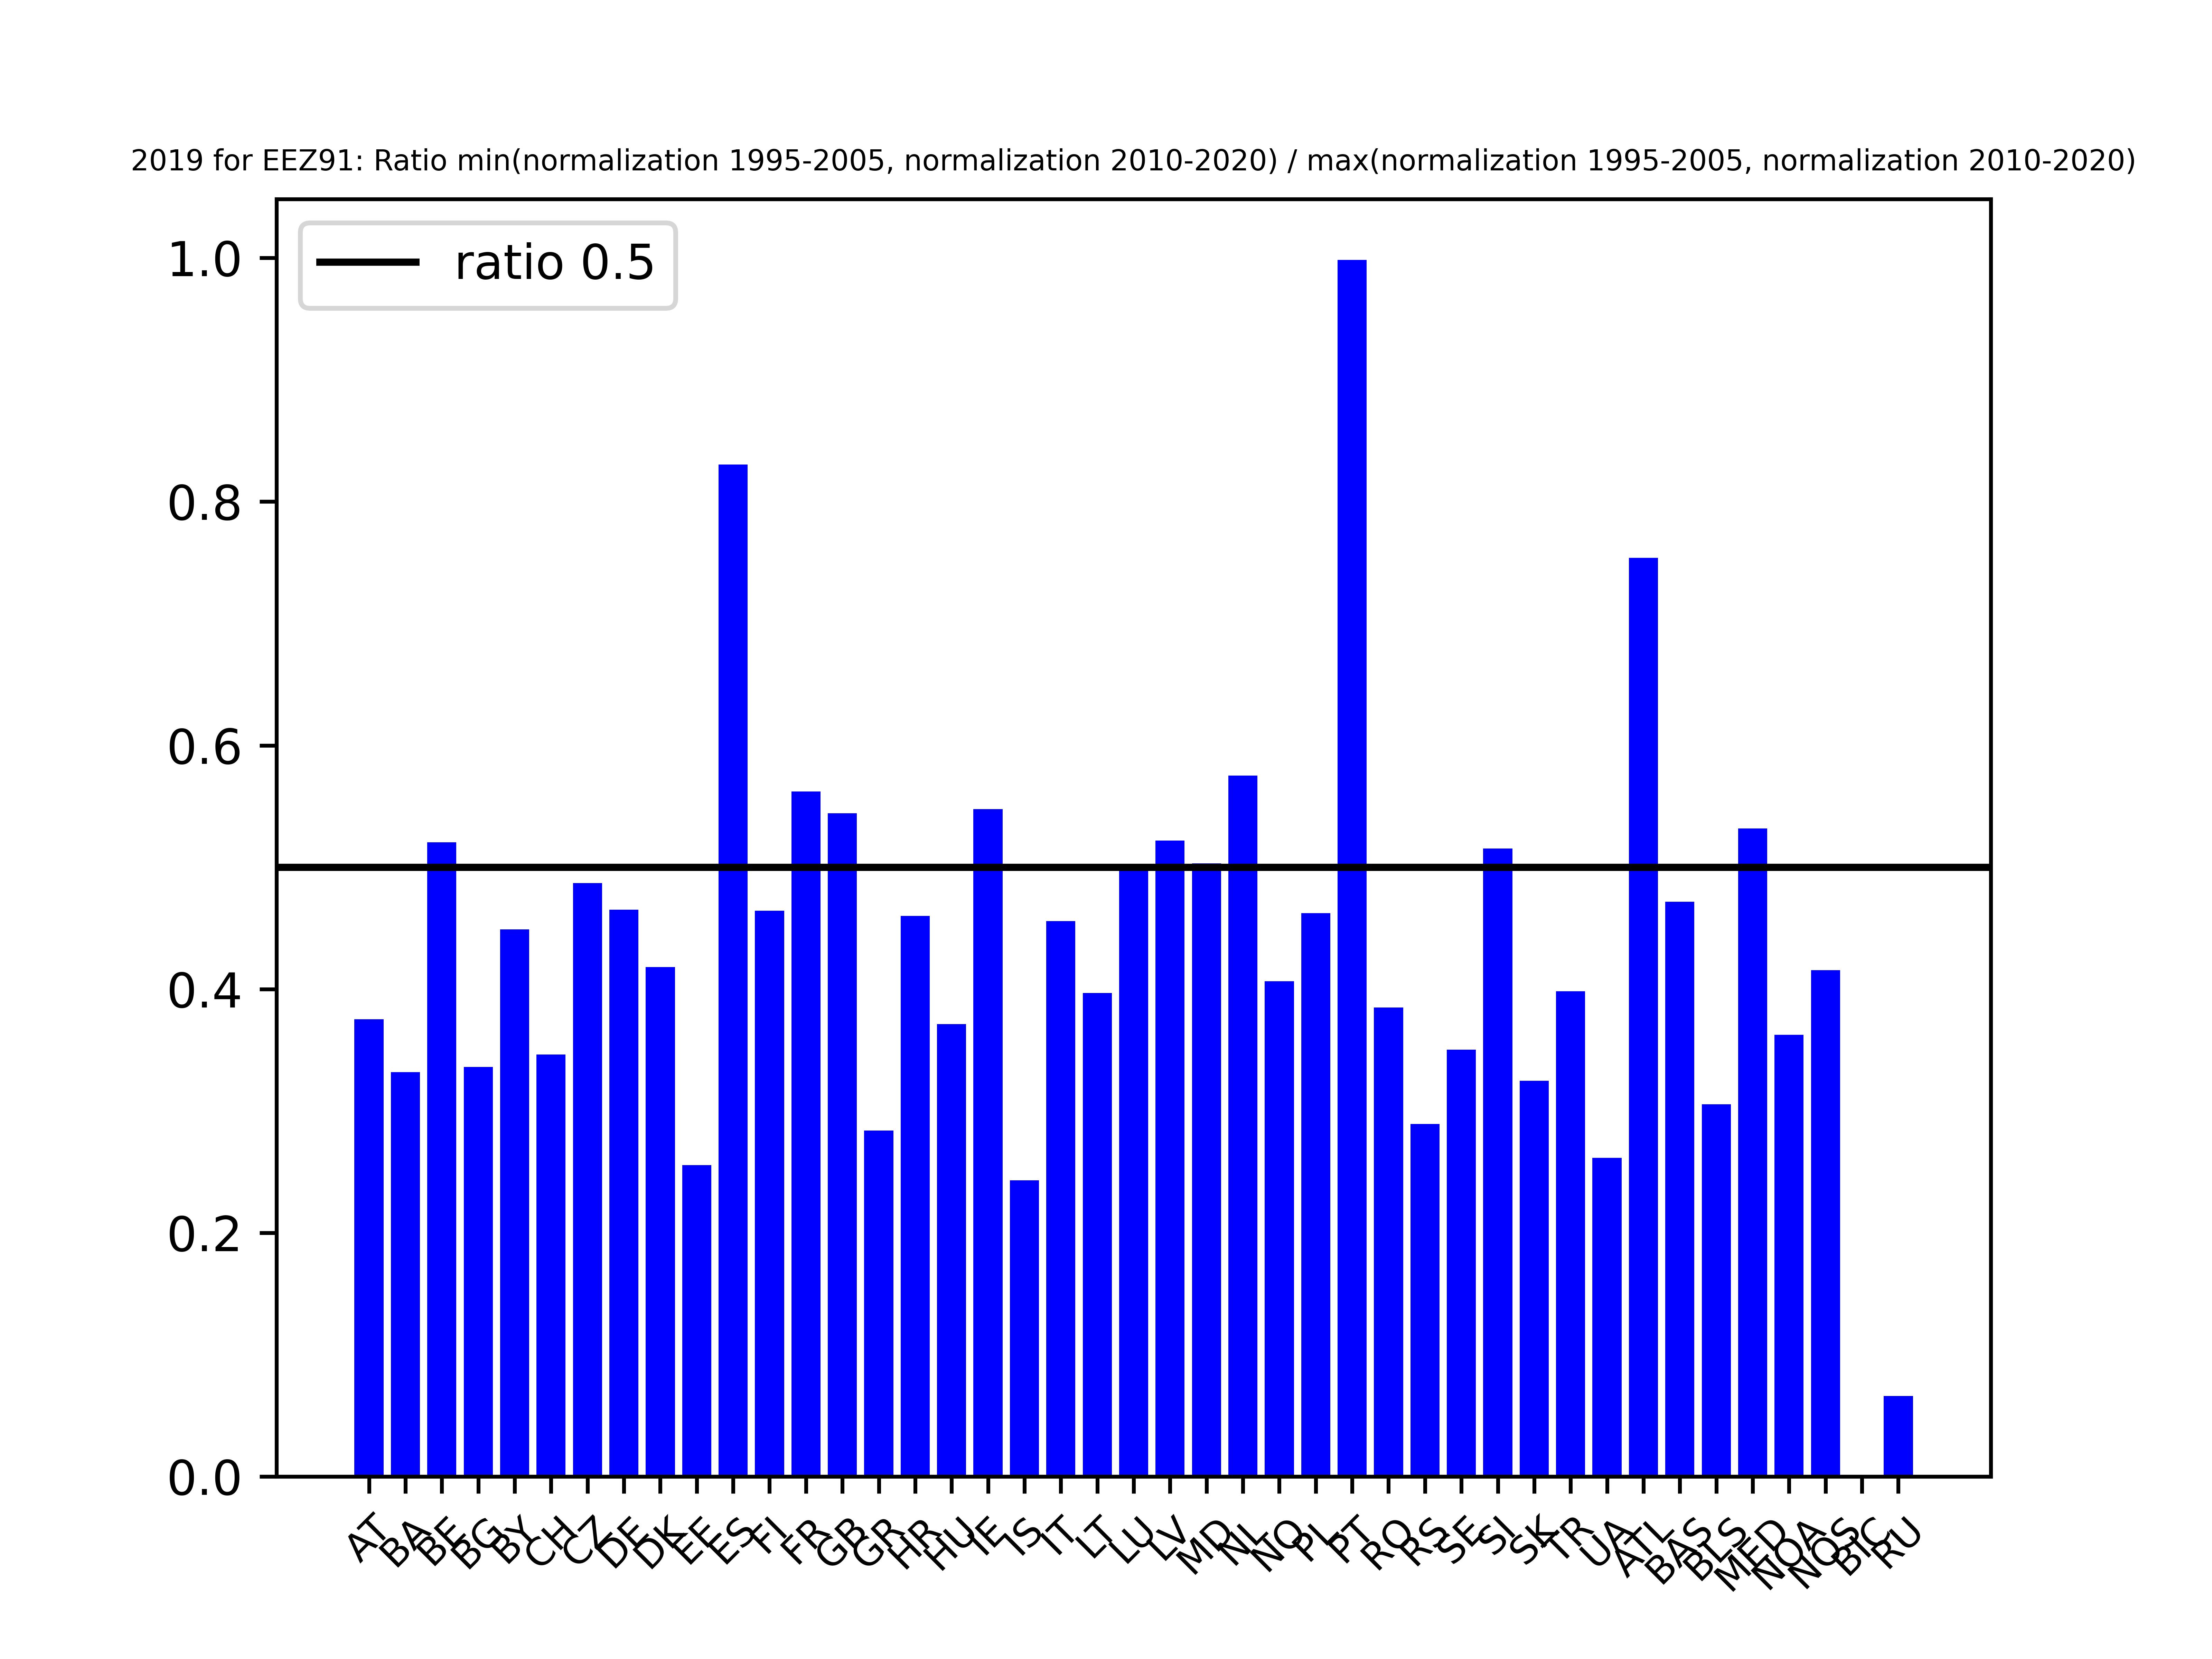 2019 for EEZ91: Ratio min(normalization 1995-2005, normalization 2010-2020) / max(normalization 1995-2005, normalization 2010-2020)
ratio 0.5
1.0
0.8
0.6
0.4
0.2
0.0
AT BA BE BG BY CH CZ DE DK EE ES FI FR GB GR HR HU IE IS IT LT LU LV MD NL NO PL PT RO RS SE SI SK TR UA ATL BAS BLS MED NOA NOS BIC RU